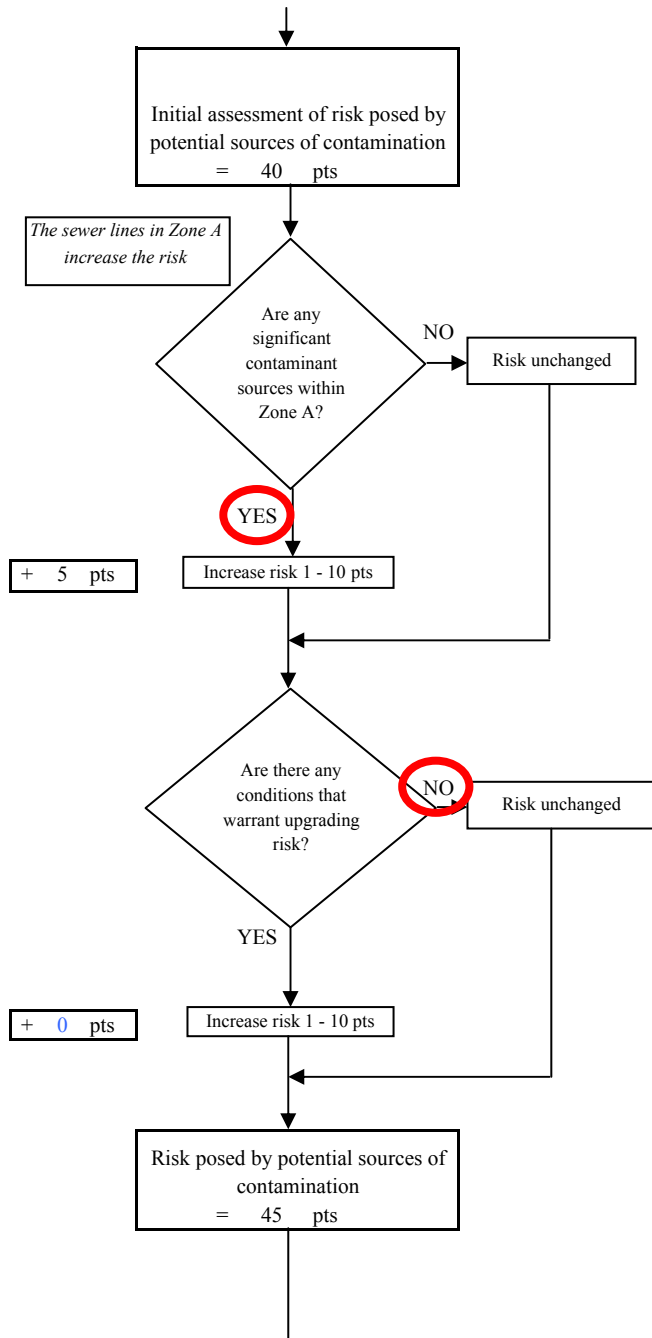 Initial assessment of risk posed by
potential sources of contamination
= 40 pts
The sewer lines in Zone A
increase the risk
Are any
significant
contaminant
sources within
Zone A?
NO
Risk unchanged
YES
+ 5 pts
Increase risk 1 - 10 pts
Are there any
conditions that
warrant upgrading
risk?
NO
Risk unchanged
YES
+ 0 pts
Increase risk 1 - 10 pts
Risk posed by potential sources of
contamination
= 45 pts